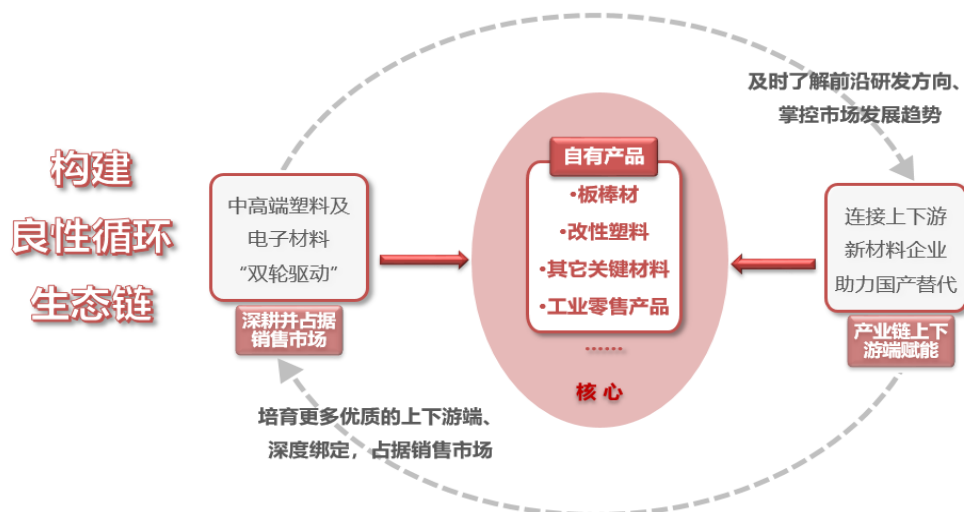 构建
良性循环
生态链
中高端塑料及
电子材料
“双轮驱动”
深耕并占据
销售市场
自有产品
•板棒材
•改性塑料
•其它关键材料
•工业零售产品
……
核 心
及时了解前沿研发方向、
掌控市场发展趋势
连接上下游
新材料企业
助力国产替代
产业链上下
游端赋能
培育更多优质的上下游端、
深度绑定，占据销售市场